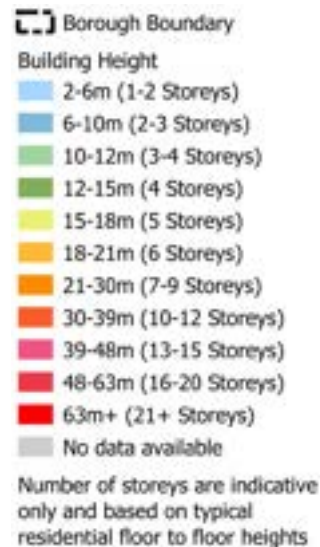 Borough Boundary
Building Height
2-6m (1-2 Storeys)
6-10m (2-3 Storeys)
10-12m (3-4 Storeys)
12-15m (4 Storeys)
15-18m (5 Storeys)
18-21m (6 Storeys)
21-30m (7-9 Storeys)
30-39m (10-12 Storeys)
39-48m (13-15 Storeys)
48-63m (16-20 Storeys)
63m+ (21+ Storeys)
No data available
Number of storeys are indicative
only and based on typical
residential floor to floor heights